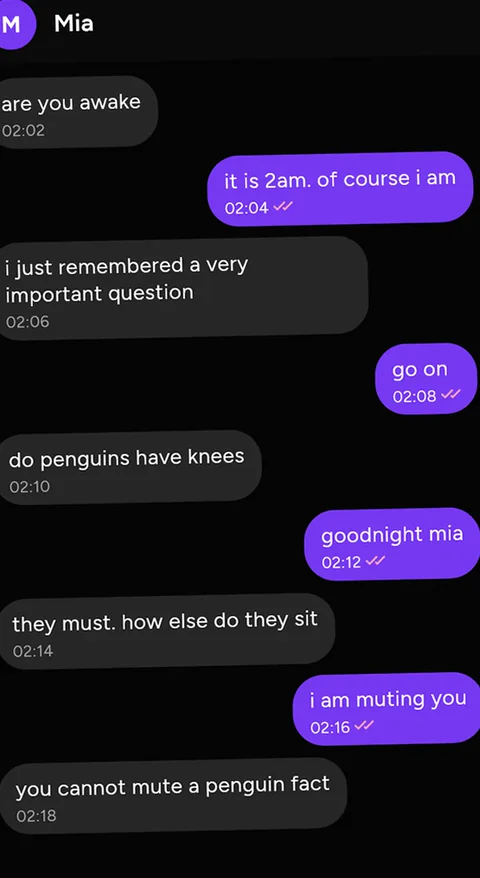 M
Mia
are you awake
02:02
it is 2am. of course i am
02:04
i just remembered a very
important question
02:06
go on
02:08
do penguins have knees
02:10
goodnight mia
02:12
they must. how else do they sit
02:14
i am muting you
02:16
you cannot mute a penguin fact
02:18